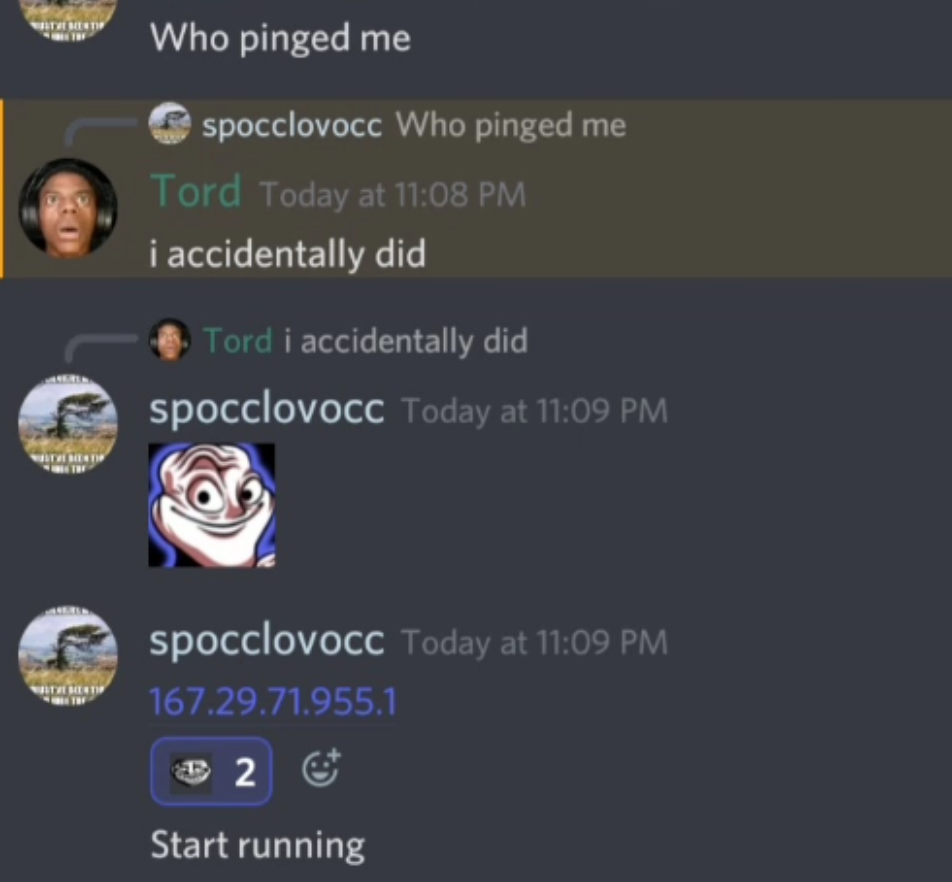 Who pinged me
spocclovocc Who pinged me
Tord Today at 11:08 PM
i accidentally did
Tord i accidentally did
spocclovocc Today at 11:09 PM
spocclovocc Today at 11:09 PM
167.29.71.955.1
2
Start running